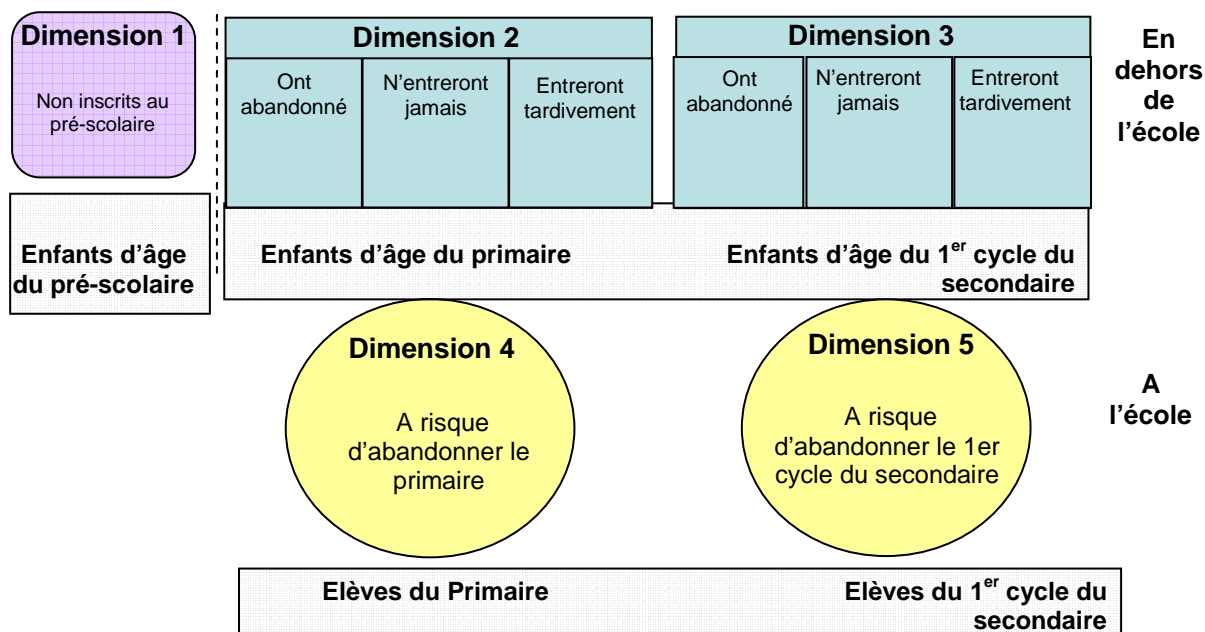 Dimension 1
Non inscrits au
pré-scolaire
Enfants d'âge
du pré-scolaire
Dimension 2
Ont
abandonné
N'entreront
jamais
Entreront
tardivement
Dimension 3
Ont
abandonné
N'entreront
jamais
Entreront
tardivement
En
dehors
de
l'école
Enfants d'âge du primaire
Enfants d'âge du 1er cycle du
secondaire
Dimension 4
A risque
d'abandonner le
primaire
Dimension 5
A risque
d'abandonner le 1er
cycle du secondaire
A
l'école
Elèves du Primaire
Elèves du 1er cycle du
secondaire